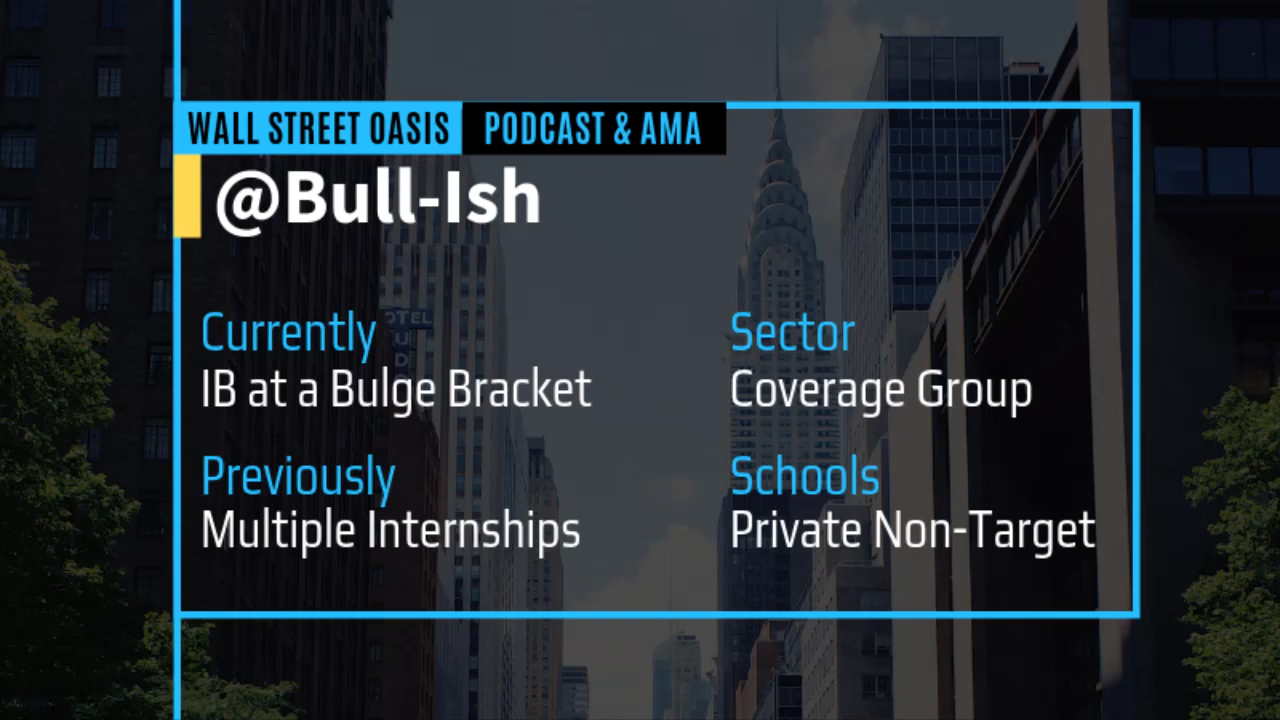 WALL STREET OASIS PODCAST & AMA
@Bull-Ish
Currently
IB at a Bulge Bracket
Sector
Coverage Group
Previously
Multiple Internships
Schools
Private Non-Target